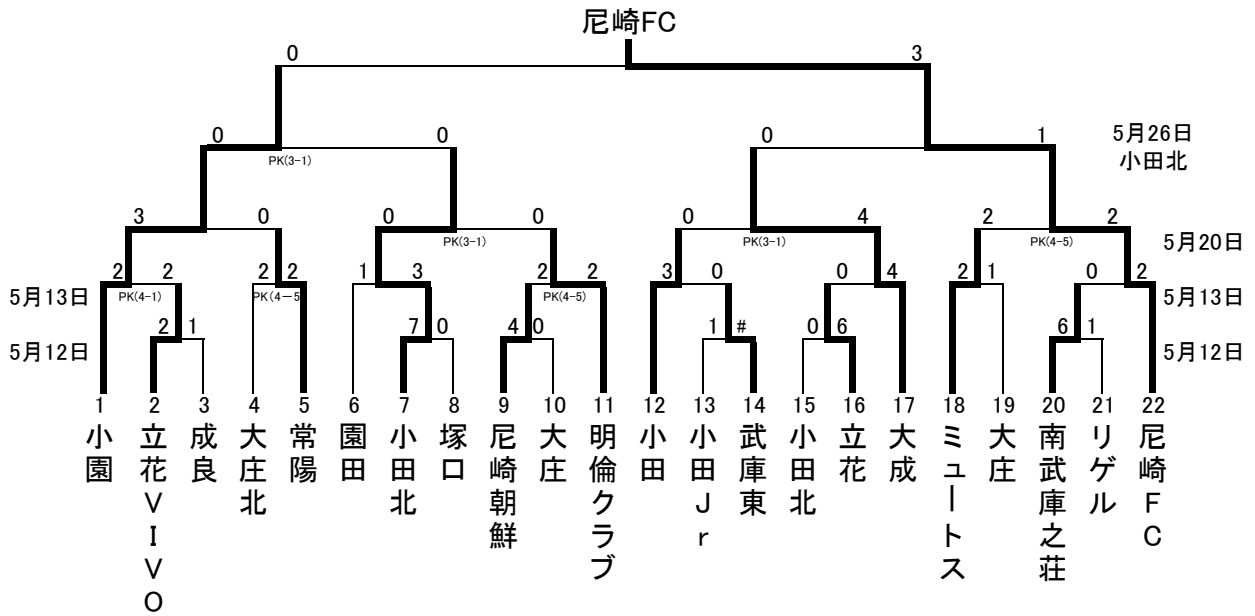 尼崎FC
0 3
0 0 0 1
PK(3-1)
5月26日
小田北
3 0 0 0 0 4 2 2
PK(3-1) PK(3-1) PK(4-5)
5月20日
2 2 2 2 1 3 2 2 3 0 0 4 2 1 0 2
5月13日 PK(4-1) PK(4-5 PK(4-5) 5月13日
2 1 7 0 4 0 1 # 0 6 6 1
5月12日 5月12日
1 2 3 4 5 6 7 8 9 10 11 12 13 14 15 16 17 18 19 20 21 22
小園
立花VIVO
成良
大庄北
常陽
園田
小田北
塚口
尼崎朝鮮
大庄
明倫クラブ
小田
小田Jr
武庫東
小田北
立花
大成
ミュートス
大庄
南武庫之荘
リゲル
尼崎FC